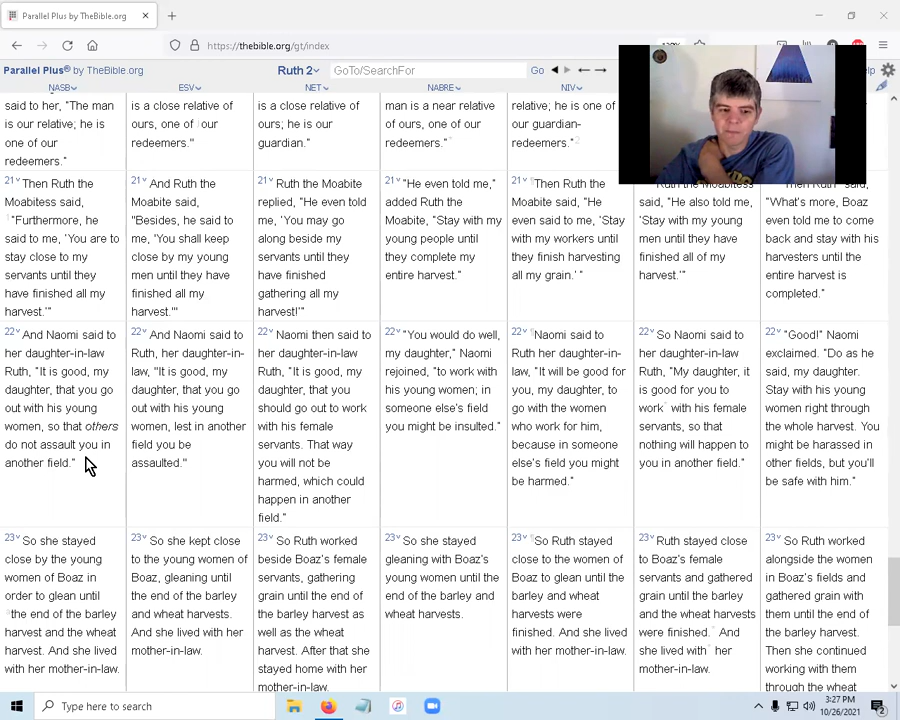 Parallel Plus by TheBible.org
https://thebible.org/gt/index
Parallel Plus® by TheBible.org
Ruth 2
GoTo/SearchFor
Go
NASB
ESV
NET
NABRE
NIV
said to her, "The man
is our relative; he is
one of our
redeemers."
is a close relative of
ours, one of our
redeemers."
is a close relative of
ours; he is our
guardian."
man is a near relative
of ours, one of our
redeemers."
relative; he is one of
our guardian-
redeemers."
21 Then Ruth the
Moabitess said,
"Furthermore, he
said to me, 'You are to
stay close to my
servants until they
have finished all my
harvest.'"
21 And Ruth the
Moabite said,
"Besides, he said to
me, 'You shall keep
close by my young
men until they have
finished all my
harvest.'"
21 Ruth the Moabite
replied, "He even told
me, 'You may go
along beside my
servants until they
have finished
gathering all my
harvest!'"
21 "He even told me,"
added Ruth the
Moabite, "Stay with my
young people until
they complete my
entire harvest."
21 Then Ruth the
Moabite said, "He
even said to me, 'Stay
with my workers until
they finish harvesting
all my grain.' "
Ruth the Moabitess
said, "He also told me,
'Stay with my young
men until they have
finished all of my
harvest.'"
Then Ruth said,
"What's more, Boaz
even told me to come
back and stay with his
harvesters until the
entire harvest is
completed."
22 And Naomi said to
her daughter-in-law
Ruth, "It is good, my
daughter, that you go
out with his young
women, so that others
do not assault you in
another field."
22 And Naomi said to
Ruth, her daughter-in-
law, "It is good, my
daughter, that you go
out with his young
women, lest in another
field you be
assaulted."
22 Naomi then said to
her daughter-in-law
Ruth, "It is good, my
daughter, that you
should go out to work
with his female
servants. That way
you will not be
harmed, which could
happen in another
field."
22 "You would do well,
my daughter," Naomi
rejoined, "to work with
his young women; in
someone else's field
you might be insulted."
22 Naomi said to
Ruth her daughter-in-
law, "It will be good for
you, my daughter, to
go with the women
who work for him,
because in someone
else's field you might
be harmed."
22 So Naomi said to
her daughter-in-law
Ruth, "My daughter, it
is good for you to
work with his female
servants, so that
nothing will happen to
you in another field."
22 "Good!" Naomi
exclaimed. "Do as he
said, my daughter.
Stay with his young
women right through
the whole harvest. You
might be harassed in
other fields, but you'll
be safe with him."
23 So she stayed
close by the young
women of Boaz in
order to glean until
the end of the barley
harvest and the wheat
harvest. And she lived
with her mother-in-law.
23 So she kept close
to the young women of
Boaz, gleaning until
the end of the barley
and wheat harvests.
And she lived with her
mother-in-law.
23 So Ruth worked
beside Boaz's female
servants, gathering
grain until the end of
the barley harvest as
well as the wheat
harvest. After that she
stayed home with her
mother-in-law.
23 So she stayed
gleaning with Boaz's
young women until the
end of the barley and
wheat harvests.
23 So Ruth stayed
close to the women of
Boaz to glean until the
barley and wheat
harvests were
finished. And she lived
with her mother-in-law.
23 Ruth stayed close
to Boaz's female
servants and gathered
grain until the barley
and the wheat harvests
were finished. And
she lived with her
mother-in-law.
23 So Ruth worked
alongside the women
in Boaz's fields and
gathered grain with
them until the end of
the barley harvest.
Then she continued
working with them
through the wheat
Type here to search
3:27 PM
10/26/2021
2